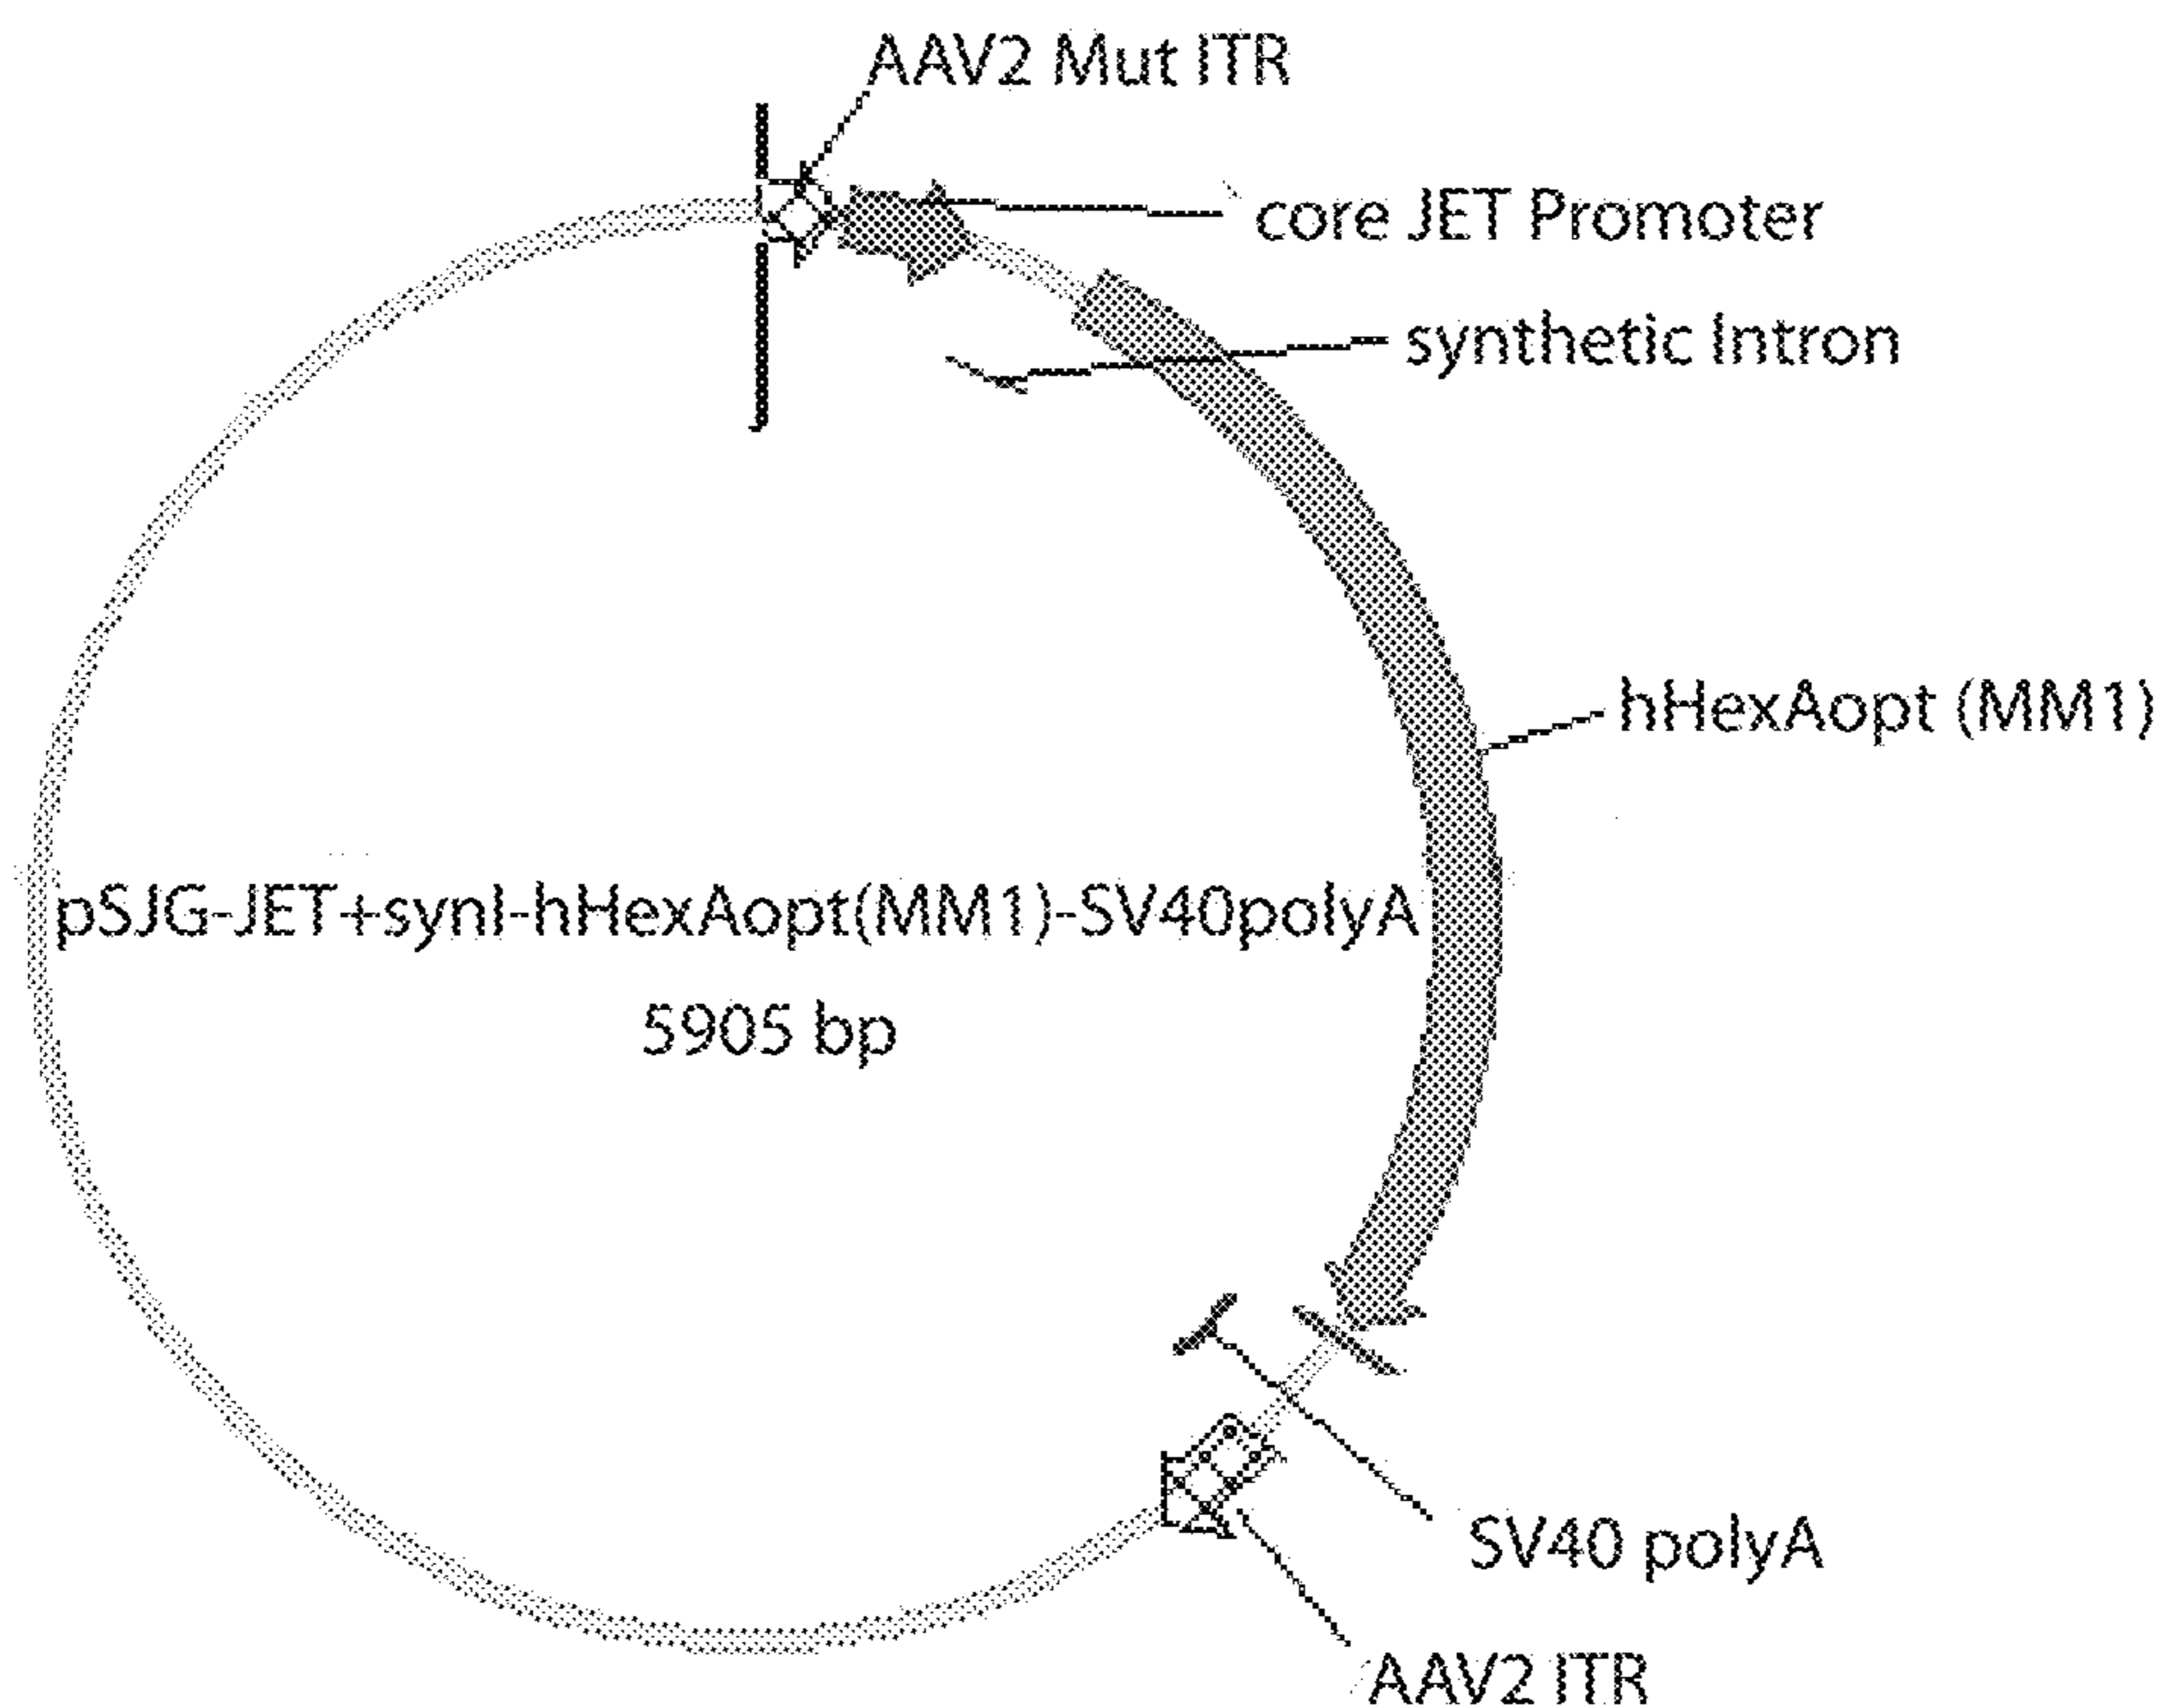 AAV2 Mut ITR
core JET Promoter
synthetic Intron
hHexAopt (MM1)
pSJG-JET+synI-hHexAopt(MM1)-SV40polyA
5905 bp
SV40 polyA
AAV2 ITR